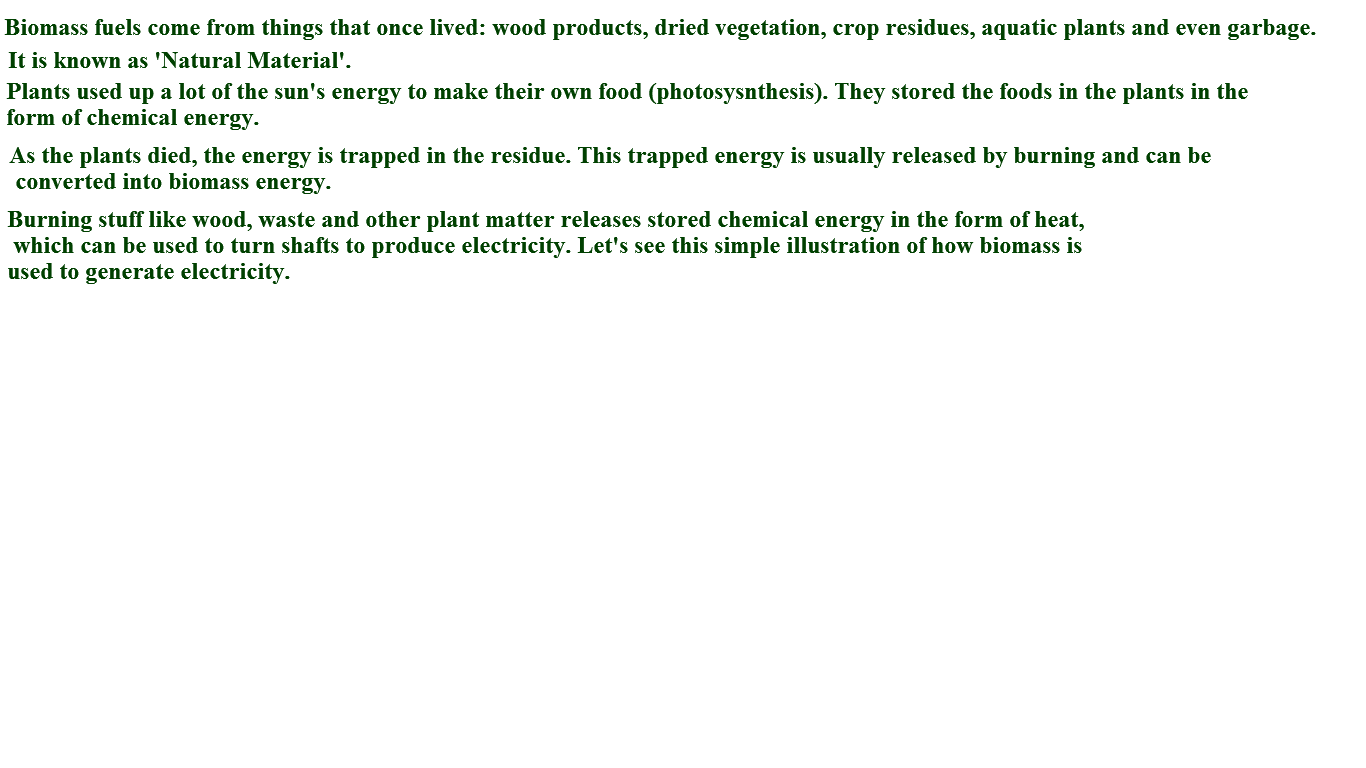 Biomass fuels come from things that once lived: wood products, dried vegetation, crop residues, aquatic plants and even garbage.
It is known as 'Natural Material'.
Plants used up a lot of the sun's energy to make their own food (photosysnthesis). They stored the foods in the plants in the
form of chemical energy.
As the plants died, the energy is trapped in the residue. This trapped energy is usually released by burning and can be
converted into biomass energy.
Burning stuff like wood, waste and other plant matter releases stored chemical energy in the form of heat,
which can be used to turn shafts to produce electricity. Let's see this simple illustration of how biomass is
used to generate electricity.